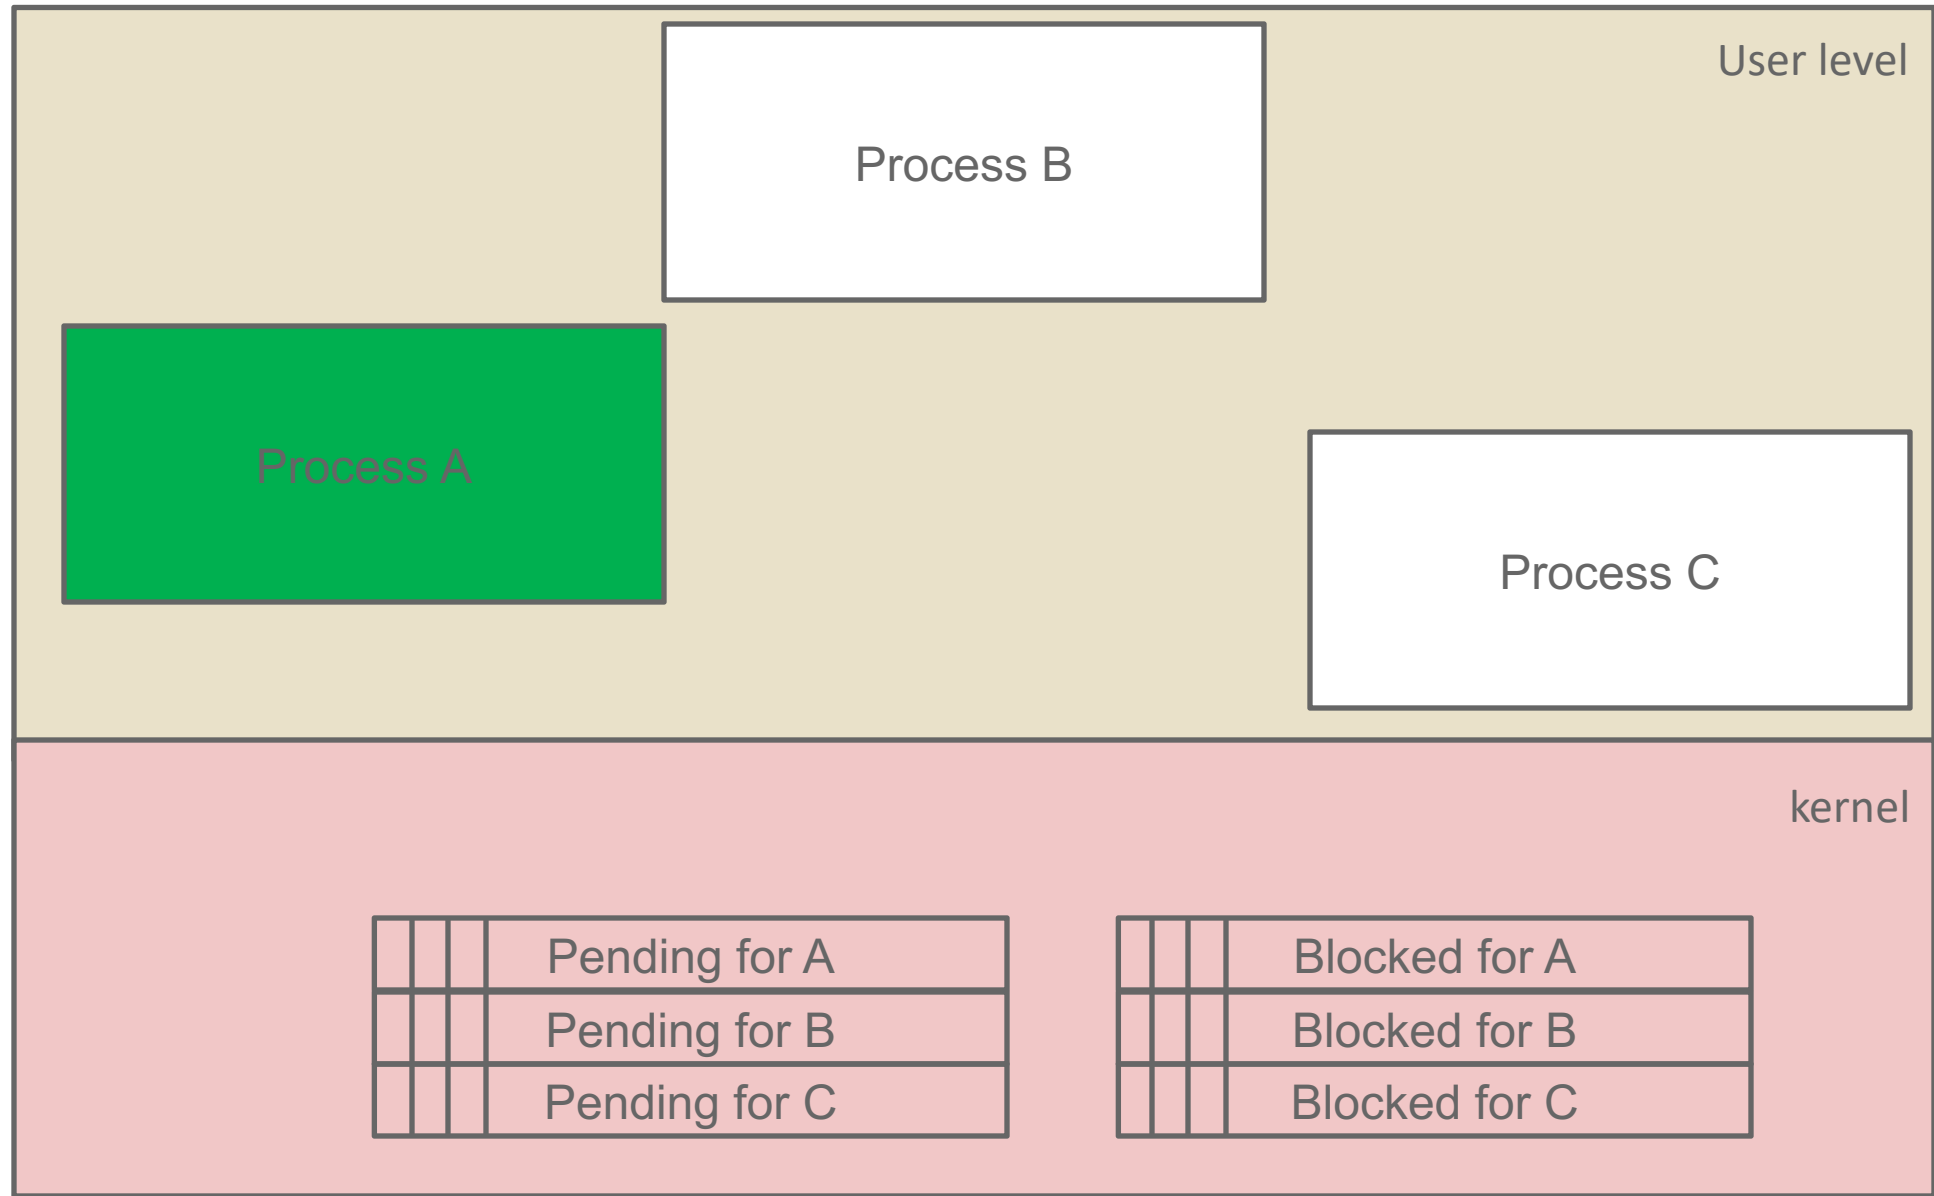 User level
Process B
Process A
Process C
kernel
Pending for A
Blocked for A
Pending for B
Blocked for B
Pending for C
Blocked for C